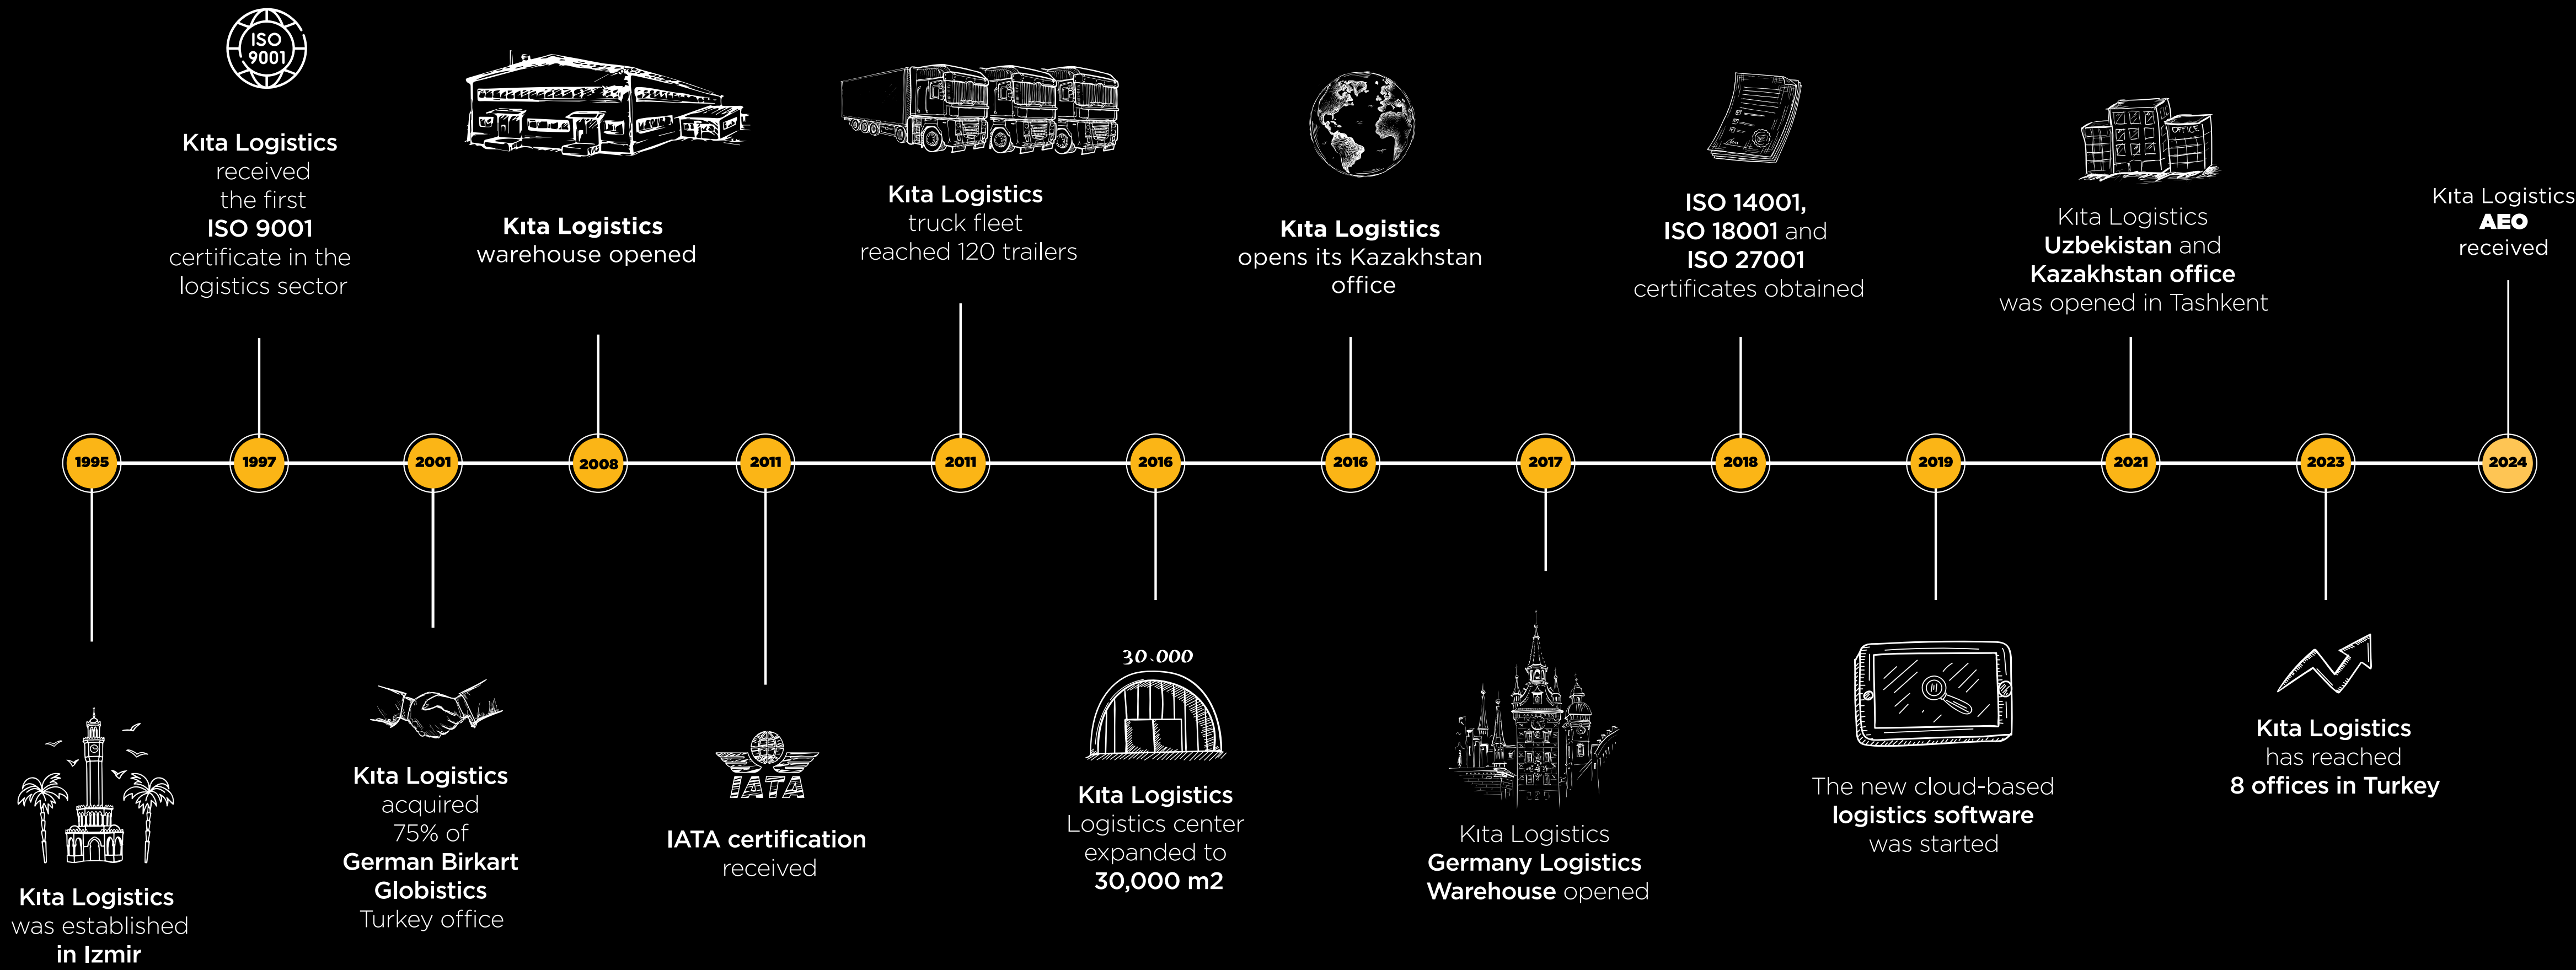 ISO
9001
Kıta Logistics
received
the first
ISO 9001
certificate in the
logistics sector
Kıta Logistics
warehouse opened
Kıta Logistics
truck fleet
reached 120 trailers
Kıta Logistics
opens its Kazakhstan
office
ISO 14001,
ISO 18001 and
ISO 27001
certificates obtained
OFFICE
Kıta Logistics
Uzbekistan and
Kazakhstan office
was opened in Tashkent
Kıta Logistics
AEO
received
1995
1997
2001
2008
2011
2011
2016
2016
2017
2018
2019
2021
2023
2024
Kıta Logistics
was established
in Izmir
Kıta Logistics
acquired
75% of
German Birkart
Globistics
Turkey office
IATA
IATA certification
received
30.000
Kıta Logistics
Logistics center
expanded to
30,000 m2
Kıta Logistics
Germany Logistics
Warehouse opened
The new cloud-based
logistics software
was started
Kıta Logistics
has reached
8 offices in Turkey